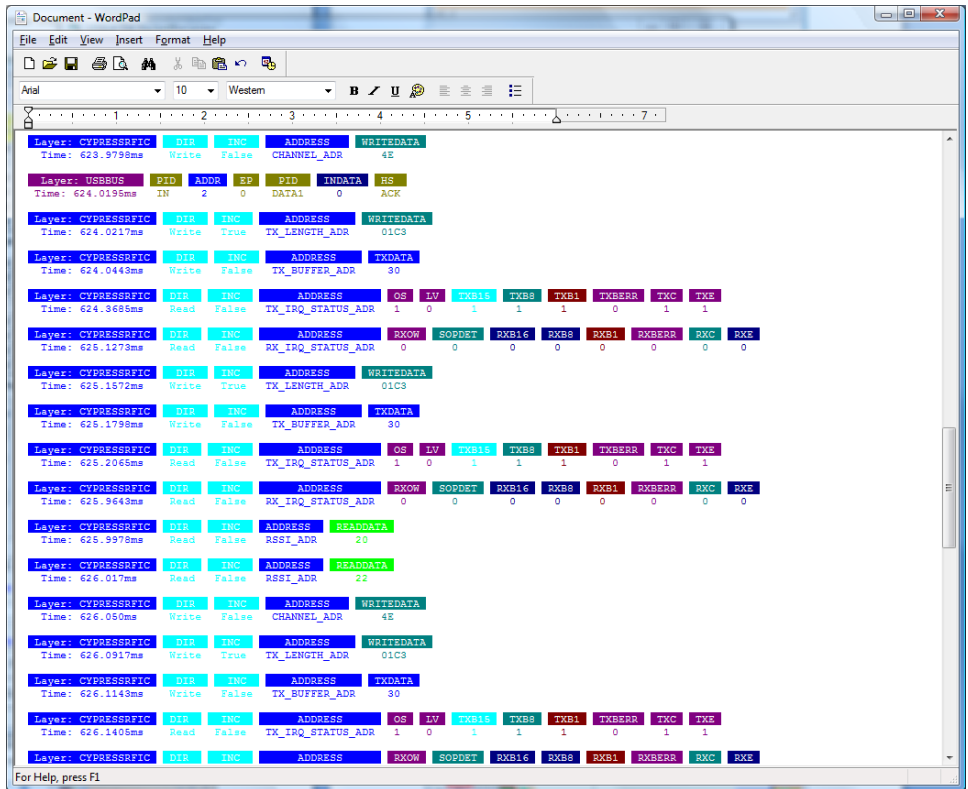 Document - WordPad
File Edit View Insert Format Help
Arial 10 Western B I U
1 2 3 4 5 7
Layer: CYPRESSRFIC DIR INC ADDRESS WRITEDATA
Time: 623.9798ms Write False CHANNEL_ADR 4E
Layer: USBBUS PID ADDR EP PID INDATA HS
Time: 624.0195ms IN 2 0 DATA1 0 ACK
Layer: CYPRESSRFIC DIR INC ADDRESS WRITEDATA
Time: 624.0217ms Write True TX_LENGTH_ADR 01C3
Layer: CYPRESSRFIC DIR INC ADDRESS TXDATA
Time: 624.0443ms Write False TX_BUFFER_ADR 30
Layer: CYPRESSRFIC DIR INC ADDRESS OS LV TXB15 TXB8 TXB1 TXBERR TXC TXE
Time: 624.3685ms Read False TX_IRQ_STATUS_ADR 1 0 1 1 1 0 1 1
Layer: CYPRESSRFIC DIR INC ADDRESS RXOW SOPDET RXB16 RXB8 RXB1 RXBERR RXC RXE
Time: 625.1273ms Read False RX_IRQ_STATUS_ADR 0 0 0 0 0 0 0 0
Layer: CYPRESSRFIC DIR INC ADDRESS WRITEDATA
Time: 625.1572ms Write True TX_LENGTH_ADR 01C3
Layer: CYPRESSRFIC DIR INC ADDRESS TXDATA
Time: 625.1798ms Write False TX_BUFFER_ADR 30
Layer: CYPRESSRFIC DIR INC ADDRESS OS LV TXB15 TXB8 TXB1 TXBERR TXC TXE
Time: 625.2065ms Read False TX_IRQ_STATUS_ADR 1 0 1 1 1 0 1 1
Layer: CYPRESSRFIC DIR INC ADDRESS RXOW SOPDET RXB16 RXB8 RXB1 RXBERR RXC RXE
Time: 625.9643ms Read False RX_IRQ_STATUS_ADR 0 0 0 0 0 0 0 0
Layer: CYPRESSRFIC DIR INC ADDRESS READDATA
Time: 625.9978ms Read False RSSI_ADR 20
Layer: CYPRESSRFIC DIR INC ADDRESS READDATA
Time: 626.017ms Read False RSSI_ADR 22
Layer: CYPRESSRFIC DIR INC ADDRESS WRITEDATA
Time: 626.050ms Write False CHANNEL_ADR 4E
Layer: CYPRESSRFIC DIR INC ADDRESS WRITEDATA
Time: 626.0917ms Write True TX_LENGTH_ADR 01C3
Layer: CYPRESSRFIC DIR INC ADDRESS TXDATA
Time: 626.1143ms Write False TX_BUFFER_ADR 30
Layer: CYPRESSRFIC DIR INC ADDRESS OS LV TXB15 TXB8 TXB1 TXBERR TXC TXE
Time: 626.1405ms Read False TX_IRQ_STATUS_ADR 1 0 1 1 1 0 1 1
Layer: CYPRESSRFIC DIR INC ADDRESS RXOW SOPDET RXB16 RXB8 RXB1 RXBERR RXC RXE
For Help, press F1